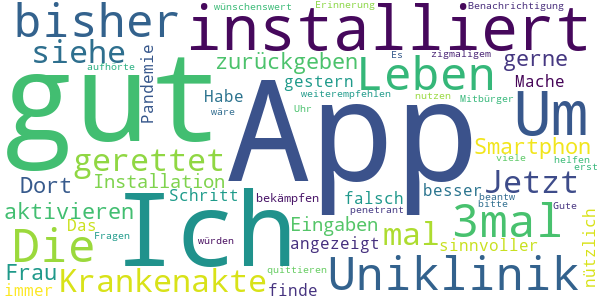 wünschenswert Erinnerung Benachrichtigung
bisher installiert
siehe Pandemie zurückgeben Es zigmaligem gerne
aufhörte gestern Leben Mache
gut App Habe weiterempfehlen nutzen Mitbürger Um
wäre Uhr
gerettet Smartphon
viele helfen erst
Dort Installation Jetzt
Schritt bekämpfen falsch besser beantw
aktivieren Ich penetrant bitte Gute
Das Eingaben 3mal
Die Fragen würden angezeigt mal sinnvoller nützlich
Frau Krankenakte quittieren Uniklinik
immer finde